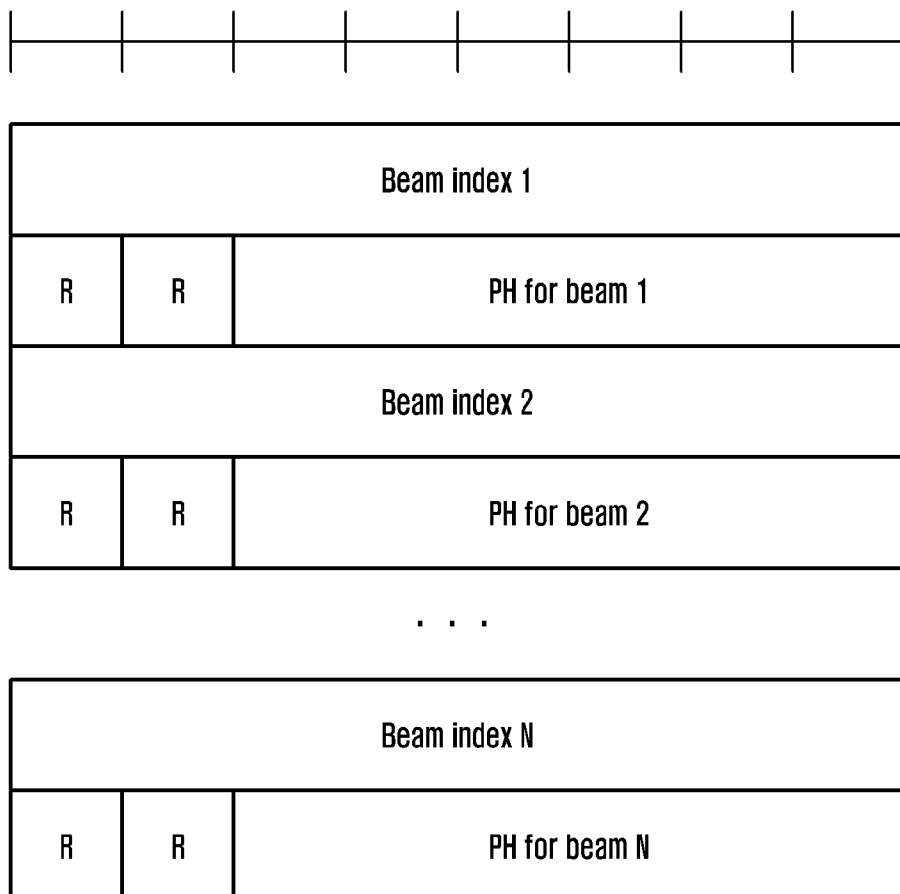 Beam index 1
R R PH for beam 1
Beam index 2
R R PH for beam 2
. . .
Beam index N
R R PH for beam N